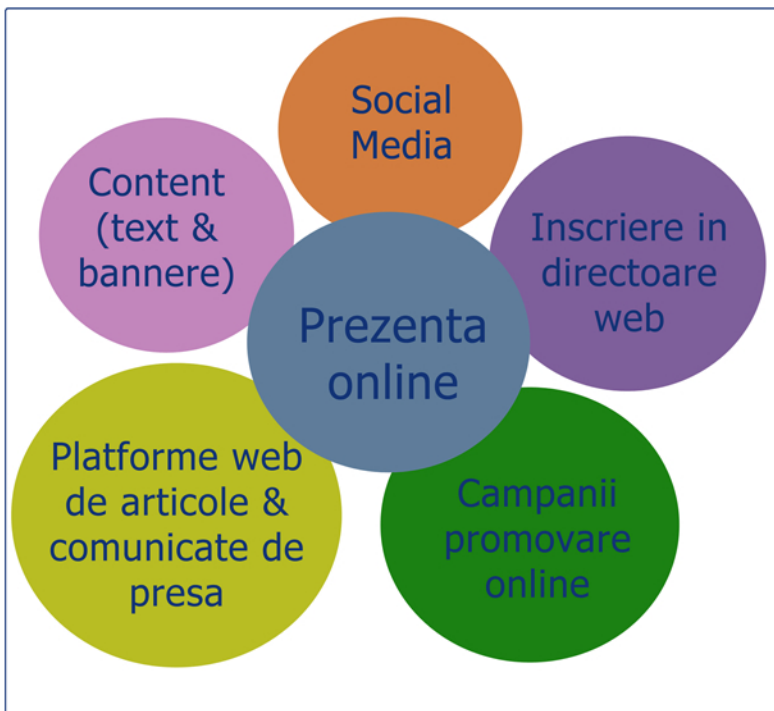 Social
Media
Content
(text &
bannere)
Inscriere in
directoare
web
Prezenta
online
Platforme web
de articole &
comunicate de
presa
Campanii
promovare
online